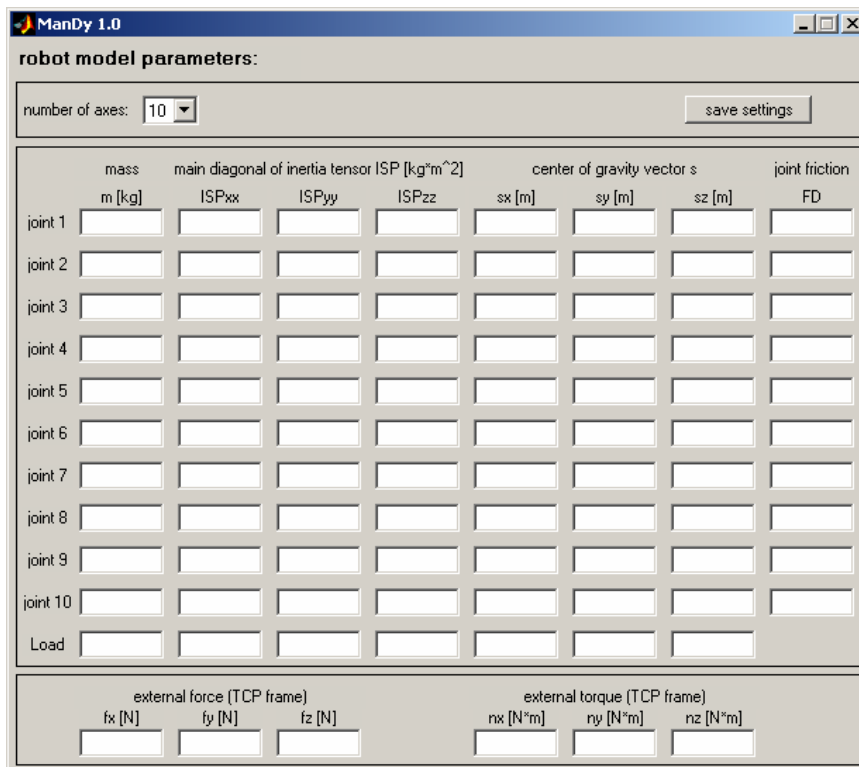 ManDy 1.0
robot model parameters:
number of axes: 10 save settings
mass main diagonal of inertia tensor ISP [kg*m^2] center of gravity vector s joint friction
m [kg] ISPxx ISPyy ISPzz sx [m] sy [m] sz [m] FD
joint 1
joint 2
joint 3
joint 4
joint 5
joint 6
joint 7
joint 8
joint 9
joint 10
Load
external force (TCP frame) external torque (TCP frame)
fx [N] fy [N] fz [N] nx [N*m] ny [N*m] nz [N*m]